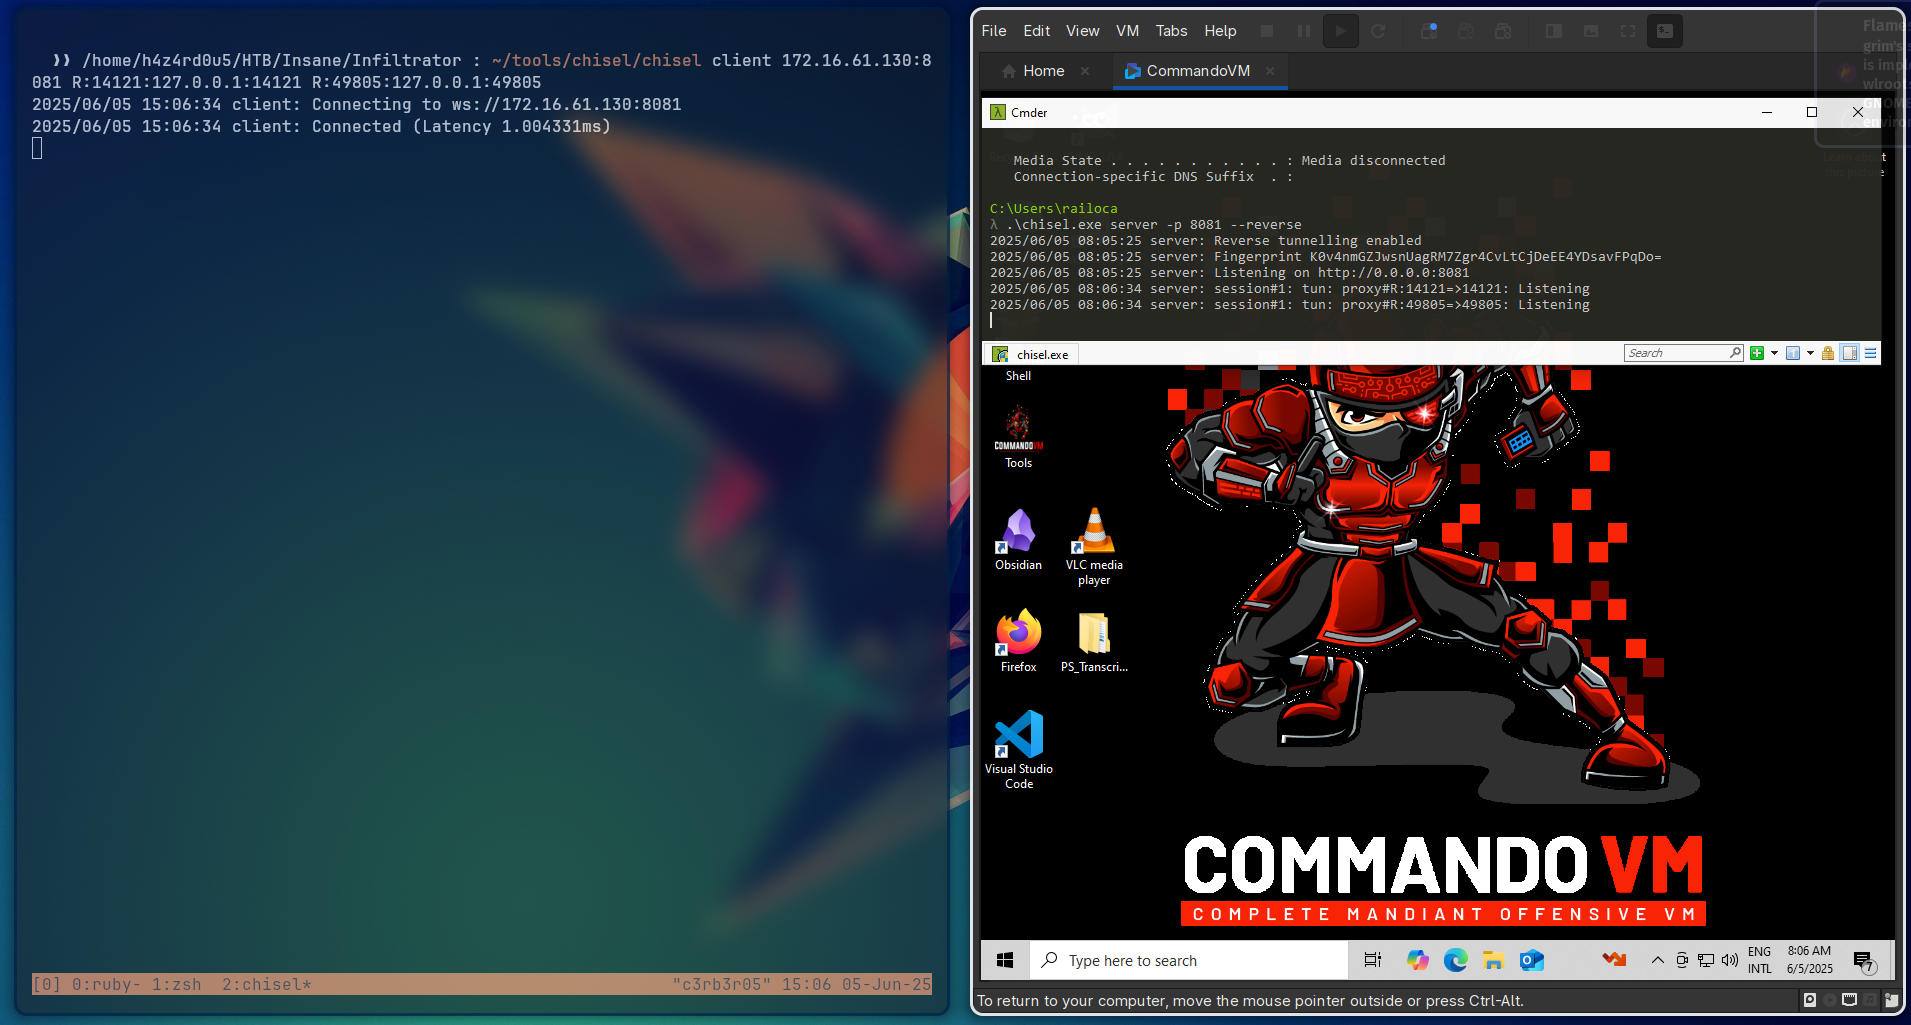 ❯❯ /home/h4z4rd0u5/HTB/Insane/Infiltrator : ~/tools/chisel/chisel client 172.16.61.130:8
081 R:14121:127.0.0.1:14121 R:49805:127.0.0.1:49805
2025/06/05 15:06:34 client: Connecting to ws://172.16.61.130:8081
2025/06/05 15:06:34 client: Connected (Latency 1.004331ms)
[0] 0:ruby- 1:zsh  2:chisel*
"c3rb3r05" 15:06 05-Jun-25
File Edit View VM Tabs Help
Home
CommandoVM
Cmder
Media State . . . . . . . . . . . : Media disconnected
Connection-specific DNS Suffix  . :
C:\Users\railoca
λ .\chisel.exe server -p 8081 --reverse
2025/06/05 08:05:25 server: Reverse tunnelling enabled
2025/06/05 08:05:25 server: Fingerprint K0v4nmGZJwsnUagRM7Zgr4CvLtCjDeEE4YDsavFPqDo=
2025/06/05 08:05:25 server: Listening on http://0.0.0.0:8081
2025/06/05 08:06:34 server: session#1: tun: proxy#R:14121=>14121: Listening
2025/06/05 08:06:34 server: session#1: tun: proxy#R:49805=>49805: Listening
chisel.exe
Search
Shell
COMMANDOVM
Tools
Obsidian
VLC media
player
Firefox
PS_Transcri...
Visual Studio
Code
COMMANDO VM
COMPLETE MANDIANT OFFENSIVE VM
Type here to search
ENG
INTL
8:06 AM
6/5/2025
7
To return to your computer, move the mouse pointer outside or press Ctrl-Alt.